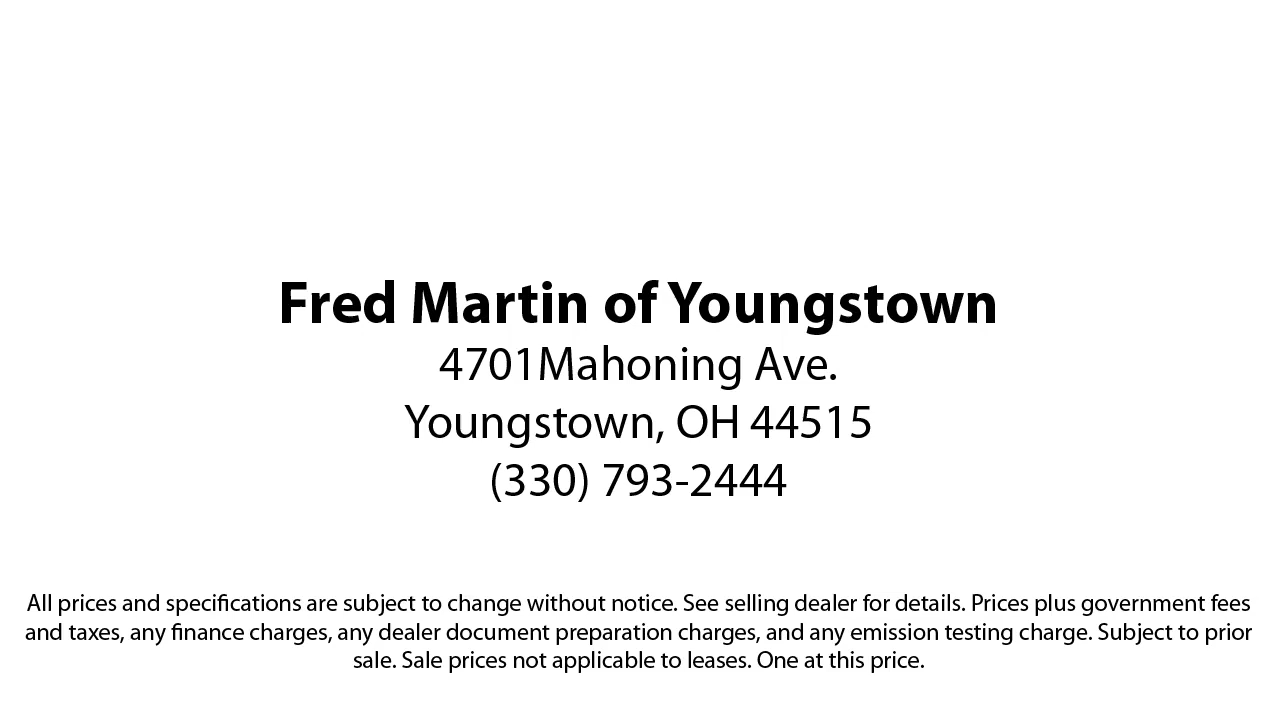 Fred Martin of Youngstown
4701Mahoning Ave.
Youngstown, OH 44515
(330) 793-2444
All prices and specifications are subject to change without notice. See selling dealer for details. Prices plus government fees
and taxes, any finance charges, any dealer document preparation charges, and any emission testing charge. Subject to prior
sale. Sale prices not applicable to leases. One at this price.